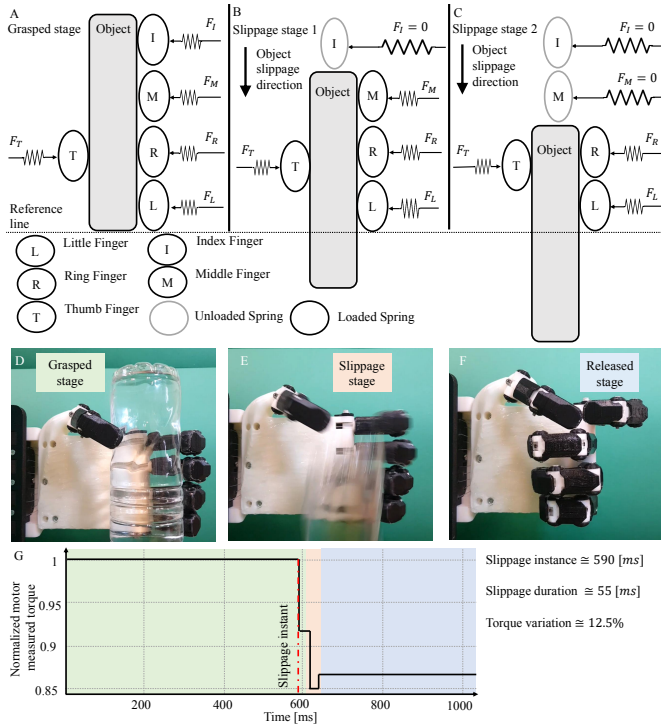 A
Grasped stage
Object
I
F_I
M
F_M
F_T
T
R
F_R
L
F_L
Reference
line
B
Slippage stage 1
Object
slippage
direction
I
F_I = 0
Object
M
F_M
F_T
T
R
F_R
L
F_L
C
Slippage stage 2
Object
slippage
direction
I
F_I = 0
M
F_M = 0
Object
F_T
T
R
F_R
L
F_L
L
Little Finger
I
Index Finger
R
Ring Finger
M
Middle Finger
T
Thumb Finger
Unloaded Spring
Loaded Spring
D
Grasped
stage
E
Slippage
stage
F
Released
stage
G
Normalized motor
measured torque
1
0.95
0.9
0.85
Slippage instant
200
400
600
800
1000
Time [ms]
Slippage instance ≅ 590 [ms]
Slippage duration ≅ 55 [ms]
Torque variation ≅ 12.5%